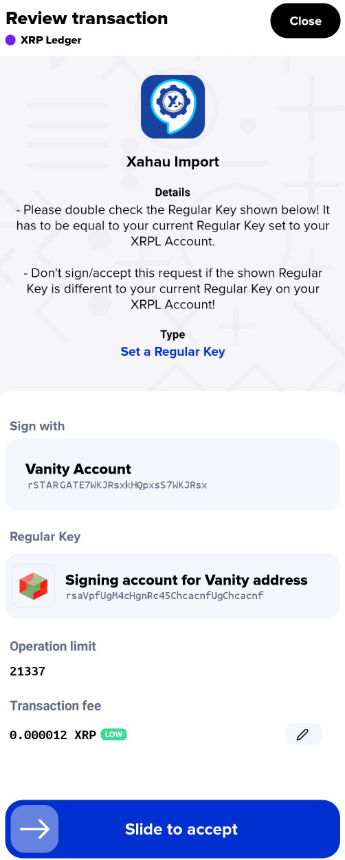 Review transaction
Close
XRP Ledger
Xahau Import
Details
- Please double check the Regular Key shown below! It
has to be equal to your current Regular Key set to your
XRPL Account.
- Don't sign/accept this request if the shown Regular
Key is different to your current Regular Key on your
XRPL Account!
Type
Set a Regular Key
Sign with
Vanity Account
rSTARGATE7WKJRsxkHQpxsS7WKJRsx
Regular Key
Signing account for Vanity address
rsaVpfUgM4cHgnRc4SChcacnfUgChcacnf
Operation limit
21337
Transaction fee
0.000012 XRP LOW
Slide to accept